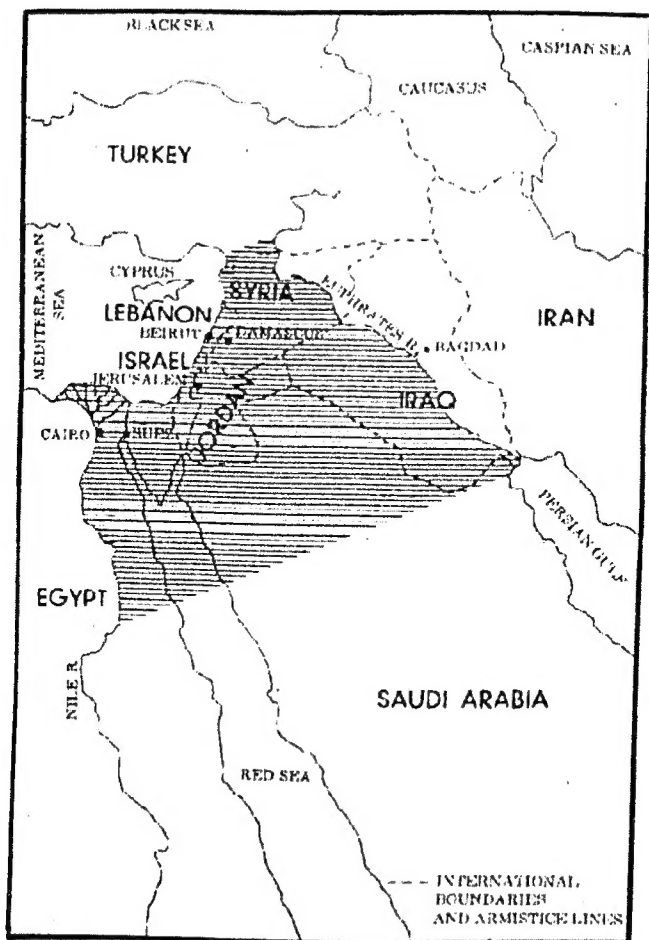 BLACK SEA
CASPIAN SEA
CAUCASUS
TURKEY
MEDITERRANEAN
SEA
CYPRUS
SYRIA
EUPHRATES R.
LEBANON
IRAN
BEIRUT
DAMASCUS
BAGDAD
ISRAEL
JERUSALEM
JORDAN
IRAQ
CAIRO
PERSIAN GULF
EGYPT
NILE R.
SAUDI ARABIA
RED SEA
INTERNATIONAL
BOUNDARIES
AND ARMISTICE LINES